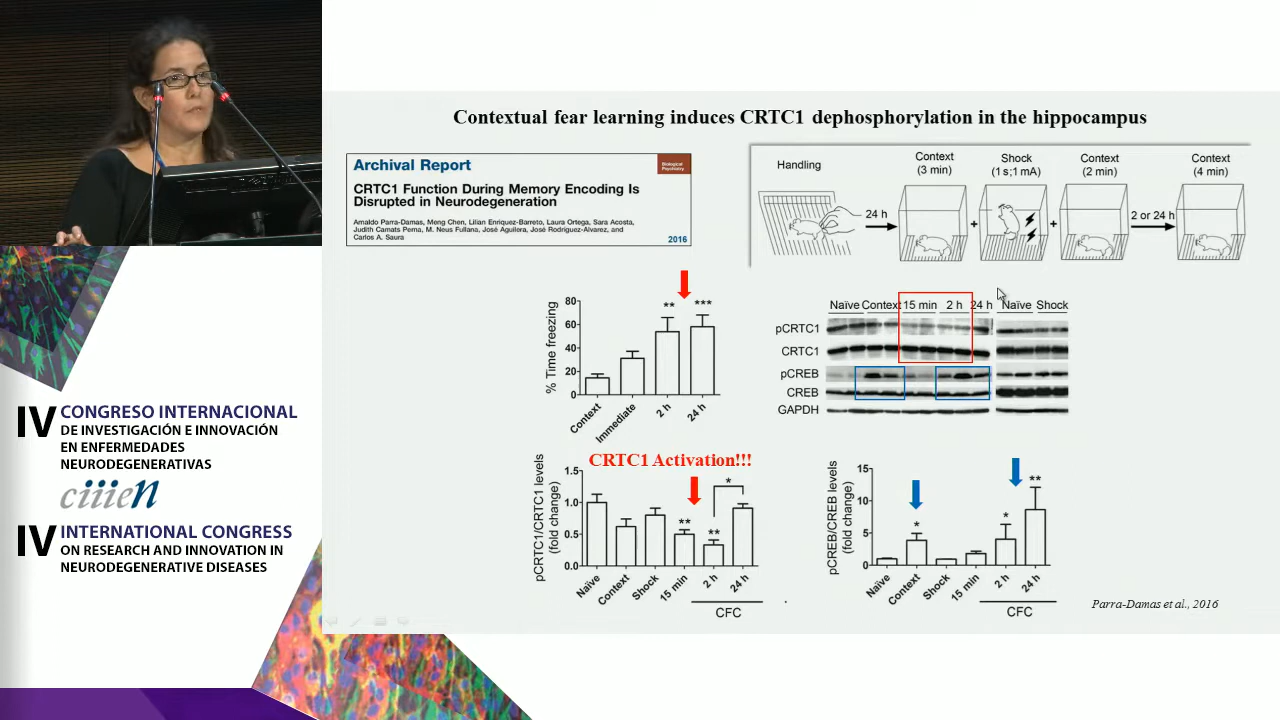 Contextual fear learning induces CRTC1 dephosphorylation in the hippocampus
Archival Report
Biological
Psychiatry
CRTC1 Function During Memory Encoding Is
Disrupted in Neurodegeneration
Arnaldo Parra-Damas, Meng Chen, Lilian Enriquez-Barreto, Laura Ortega, Sara Acosta,
Judith Camats Perna, M. Neus Fullana, José Aguilera, José Rodríguez-Alvarez, and
Carlos A. Saura
2016
Handling
24 h
Context
(3 min)
+
Shock
(1 s;1 mA)
+
Context
(2 min)
2 or 24 h
Context
(4 min)
% Time freezing
80
60
40
20
0
** ***
Context
Immediate
2 h
24 h
Naïve Context 15 min 2 h 24 h Naïve Shock
pCRTC1
CRTC1
pCREB
CREB
GAPDH
CRTC1 Activation!!!
pCRTC1/CRTC1 levels
(fold change)
1.5
1.0
0.5
0.0
** ** *
Naïve
Context
Shock
15 min
2 h
24 h
CFC
pCREB/CREB levels
(fold change)
15
10
5
0
* * **
Naïve
Context
Shock
15 min
2 h
24 h
CFC
Parra-Damas et al., 2016
IV CONGRESO INTERNACIONAL
DE INVESTIGACIÓN E INNOVACIÓN
EN ENFERMEDADES
NEURODEGENERATIVAS
ciiien
IV INTERNATIONAL CONGRESS
ON RESEARCH AND INNOVATION IN
NEURODEGENERATIVE DISEASES